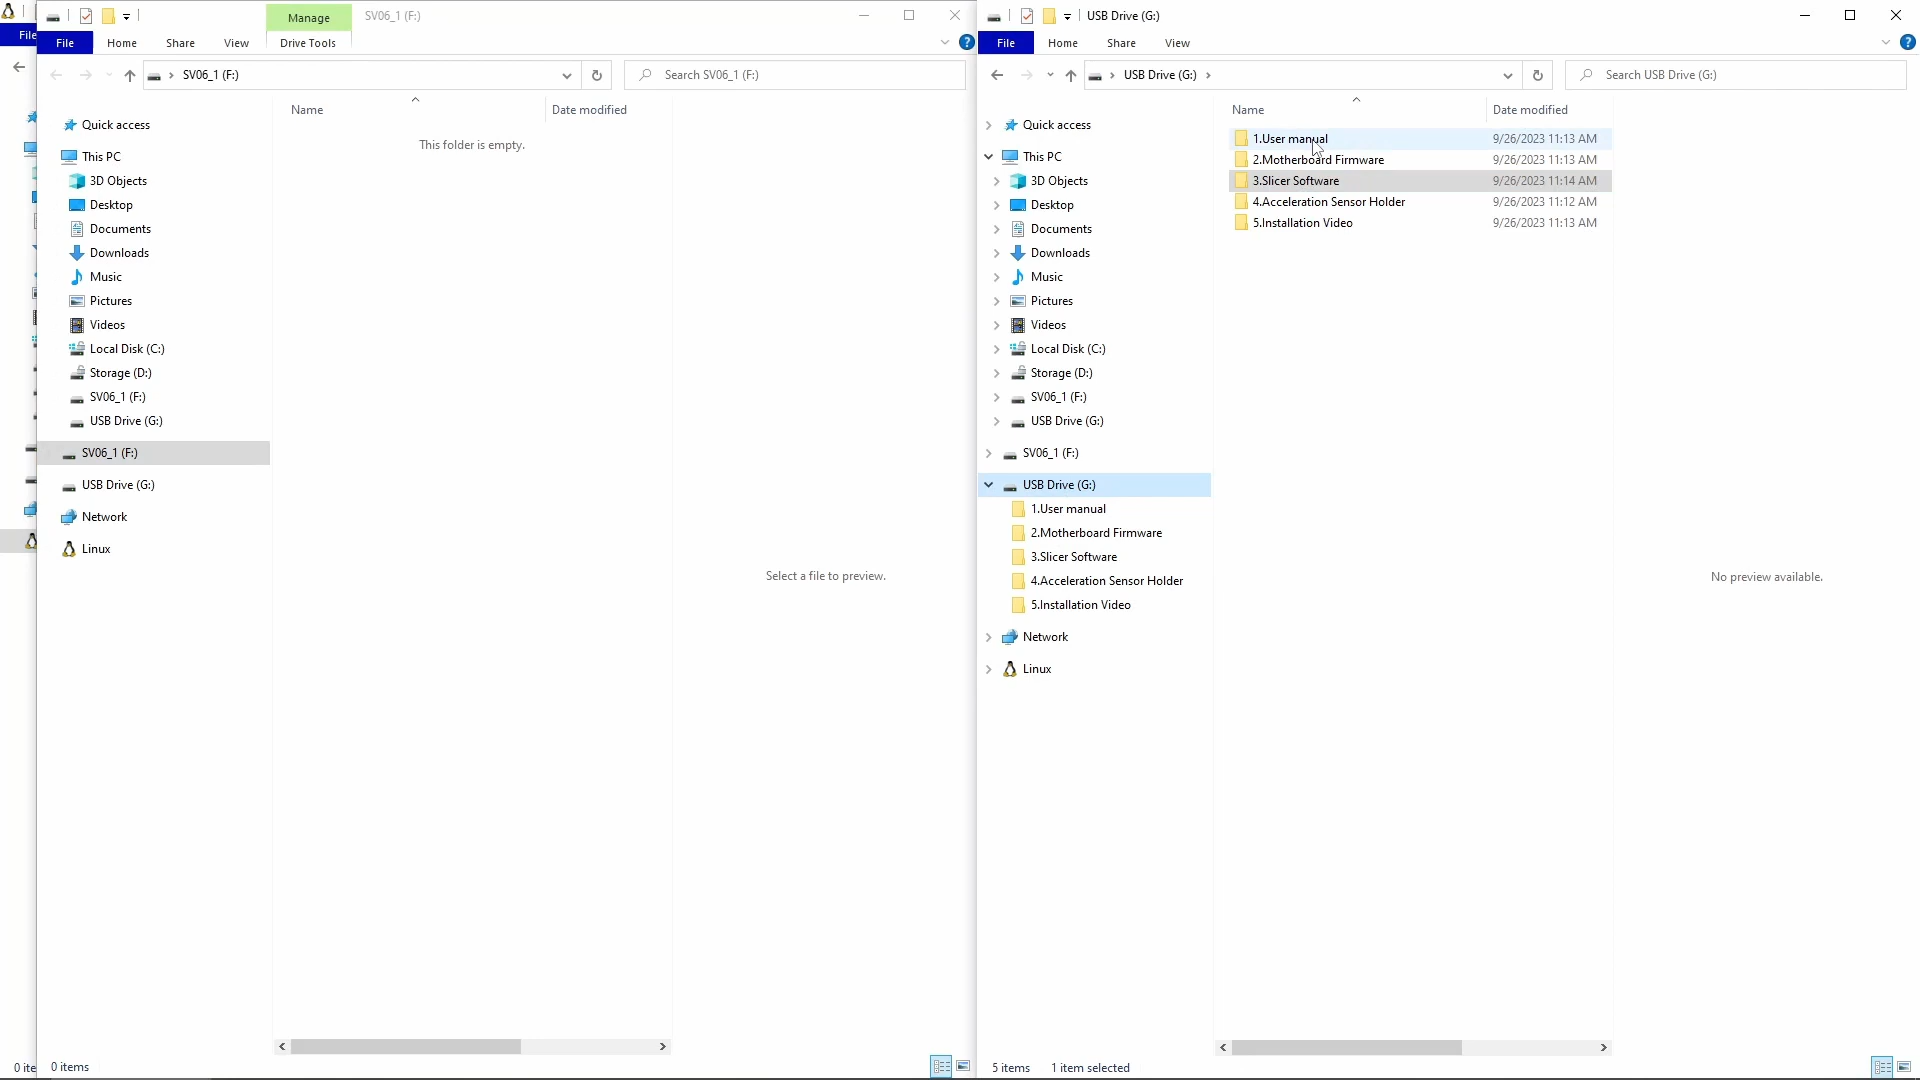 File
0 ite
Manage
SV06_1 (F:)
File
Home
Share
View
Drive Tools
SV06_1 (F:)
Search SV06_1 (F:)
Quick access
This PC
3D Objects
Desktop
Documents
Downloads
Music
Pictures
Videos
Local Disk (C:)
Storage (D:)
SV06_1 (F:)
USB Drive (G:)
SV06_1 (F:)
USB Drive (G:)
Network
Linux
Name
Date modified
This folder is empty.
Select a file to preview.
0 items
USB Drive (G:)
File
Home
Share
View
USB Drive (G:)
Search USB Drive (G:)
Quick access
This PC
3D Objects
Desktop
Documents
Downloads
Music
Pictures
Videos
Local Disk (C:)
Storage (D:)
SV06_1 (F:)
USB Drive (G:)
SV06_1 (F:)
USB Drive (G:)
1.User manual
2.Motherboard Firmware
3.Slicer Software
4.Acceleration Sensor Holder
5.Installation Video
Network
Linux
Name Date modified
1.User manual 9/26/2023 11:13 AM
2.Motherboard Firmware 9/26/2023 11:13 AM
3.Slicer Software 9/26/2023 11:14 AM
4.Acceleration Sensor Holder 9/26/2023 11:12 AM
5.Installation Video 9/26/2023 11:13 AM
No preview available.
5 items 1 item selected